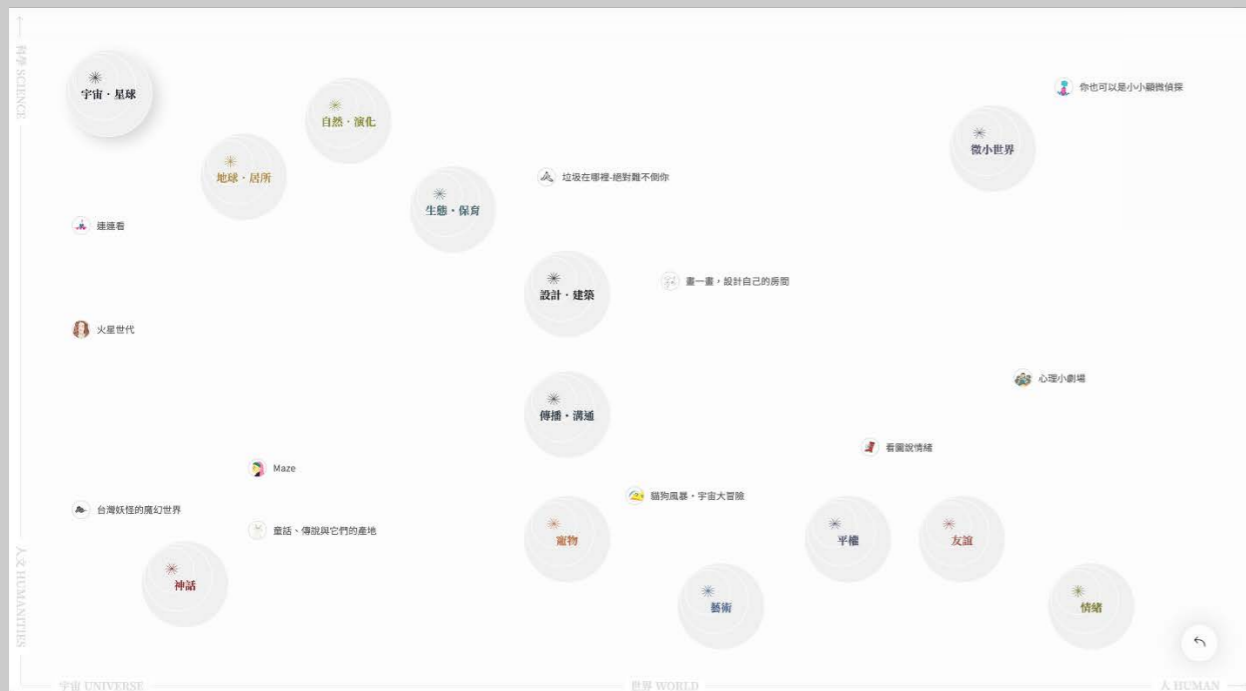 科學 SCIENCE
宇宙・星球
自然・演化
你也可以是小小顯微偵探
微小世界
地球・居所
垃圾在哪裡-絕對難不倒你
生態・保育
連連看
設計・建築
畫一畫，設計自己的房間
火星世代
心理小劇場
傳播・溝通
看圖說情緒
Maze
貓狗風暴・宇宙大冒險
台灣妖怪的魔幻世界
童話、傳說與它們的產地
寵物
平權
友誼
神話
藝術
情緒
人文 HUMANITIES
宇宙 UNIVERSE
世界 WORLD
人 HUMAN